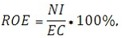 ROE = NI/EC · 100%.